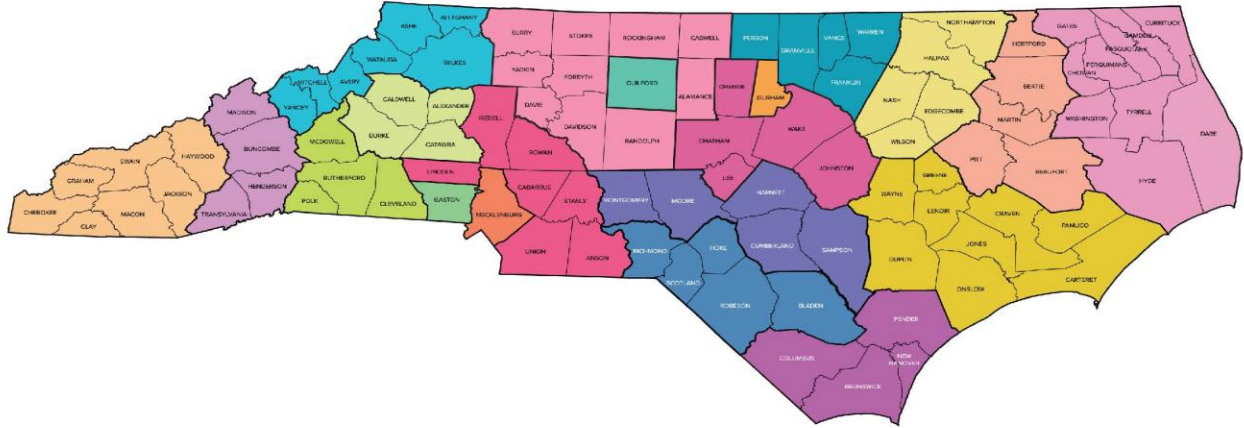 ASHE
ALLEGHANY
SURRY
STOKES
ROCKINGHAM
CASWELL
PERSON
GRANVILLE
VANCE
WARREN
NORTHAMPTON
HERTFORD
GATES
CURRITUCK
CAMDEN
PASQUOTANK
PERQUIMANS
CHOWAN
WATAUGA
WILKES
YADKIN
FORSYTH
GUILFORD
ALAMANCE
ORANGE
DURHAM
FRANKLIN
HALIFAX
BERTIE
MITCHELL
AVERY
YANCEY
CALDWELL
ALEXANDER
IREDELL
DAVIE
DAVIDSON
RANDOLPH
CHATHAM
WAKE
NASH
EDGECOMBE
MARTIN
WASHINGTON
TYRRELL
DARE
MADISON
BUNCOMBE
MCDOWELL
BURKE
CATAWBA
ROWAN
LEE
JOHNSTON
WILSON
PITT
BEAUFORT
HYDE
SWAIN
HAYWOOD
GRAHAM
JACKSON
HENDERSON
TRANSYLVANIA
RUTHERFORD
POLK
CLEVELAND
LINCOLN
GASTON
MECKLENBURG
CABARRUS
STANLY
MONTGOMERY
MOORE
HARNETT
WAYNE
GREENE
LENOIR
CRAVEN
PAMLICO
CHEROKEE
MACON
CLAY
UNION
ANSON
RICHMOND
HOKE
SCOTLAND
CUMBERLAND
SAMPSON
DUPLIN
JONES
ONSLOW
CARTERET
ROBESON
BLADEN
PENDER
COLUMBUS
BRUNSWICK
NEW
HANOVER